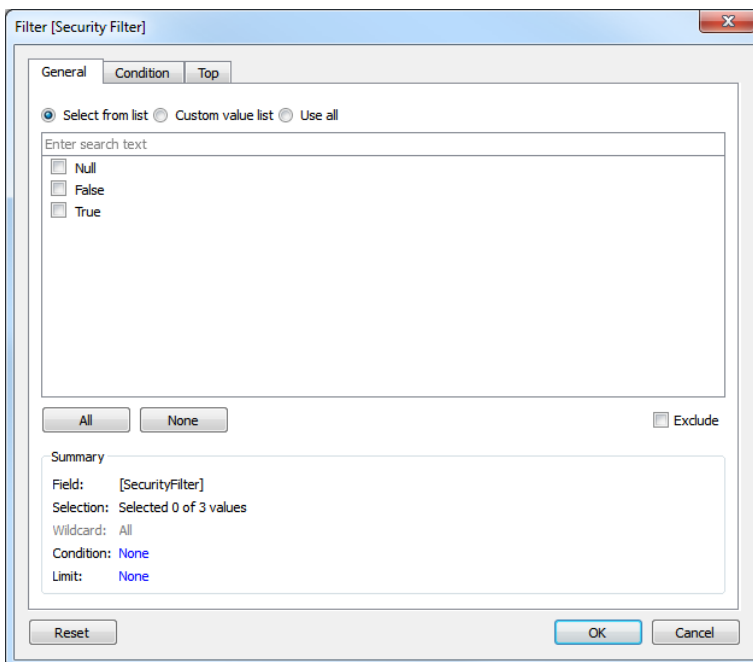 Filter [Security Filter]
General Condition Top
Select from list Custom value list Use all
Enter search text
Null
False
True
All None Exclude
Summary
Field: [SecurityFilter]
Selection: Selected 0 of 3 values
Wildcard: All
Condition: None
Limit: None
Reset OK Cancel